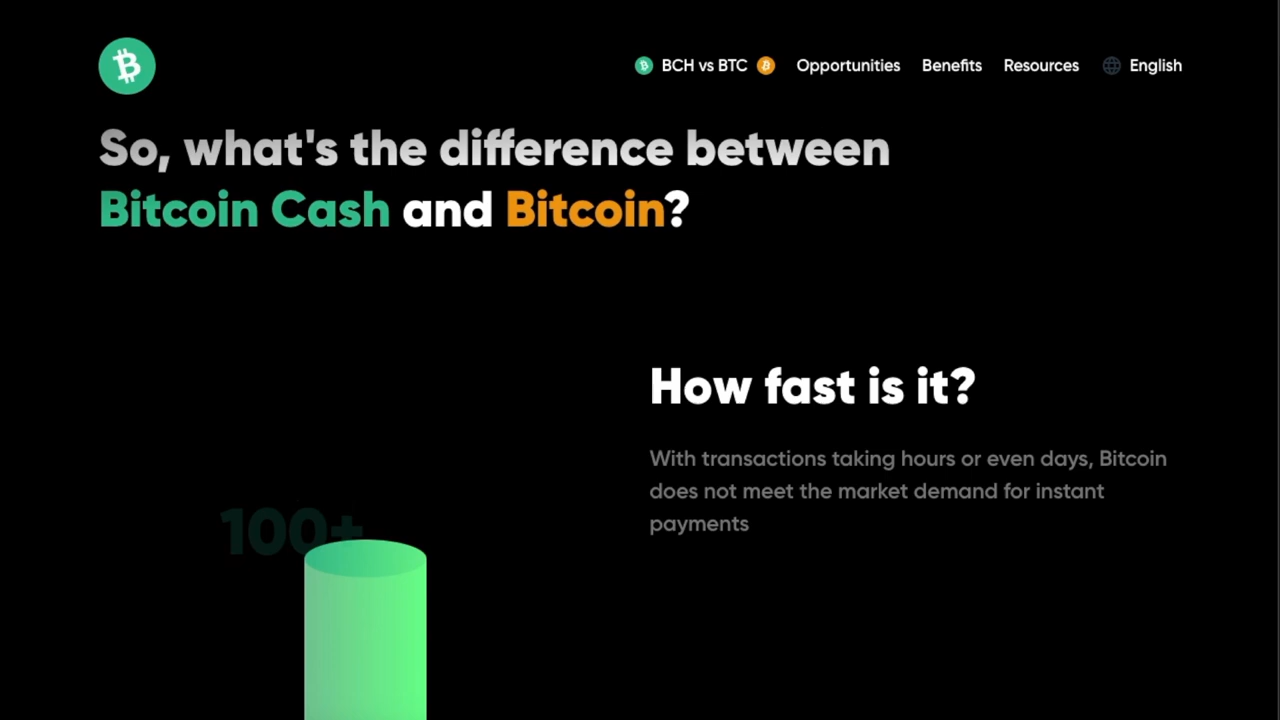 BCH vs BTC Opportunities Benefits Resources English
So, what's the difference between
Bitcoin Cash and Bitcoin?
How fast is it?
With transactions taking hours or even days, Bitcoin
does not meet the market demand for instant
payments
100+